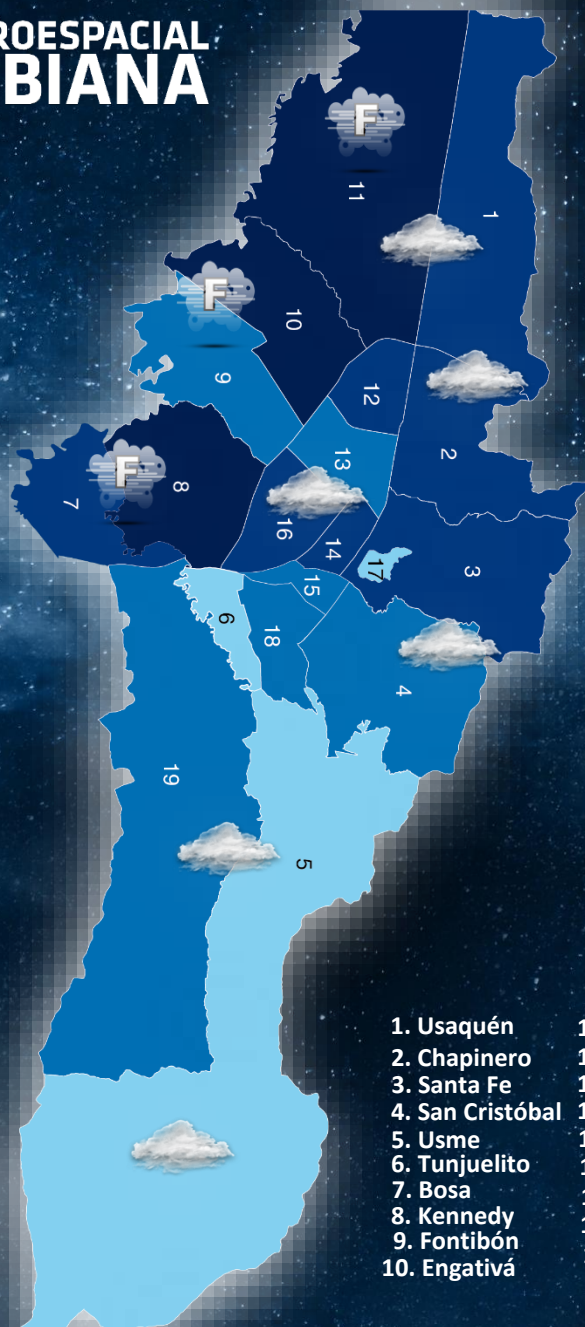 ROESPACIAL
BIANA
F
11
1
F
10
9
12
2
13
F
8
7
16
14
17
3
15
6
18
4
19
5
1. Usaquén
2. Chapinero
3. Santa Fe
4. San Cristóbal
5. Usme
6. Tunjuelito
7. Bosa
8. Kennedy
9. Fontibón
10. Engativá